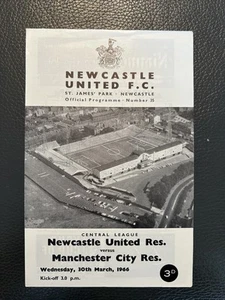 NEWCASTLE
UNITED F.C.
ST. JAMES' PARK - NEWCASTLE
Official Programme - Number 21
CENTRAL LEAGUE
Newcastle United Res.
versus
Manchester City Res.
Wednesday, 30th March, 1966
Kick-off 3.0 p.m.
3D